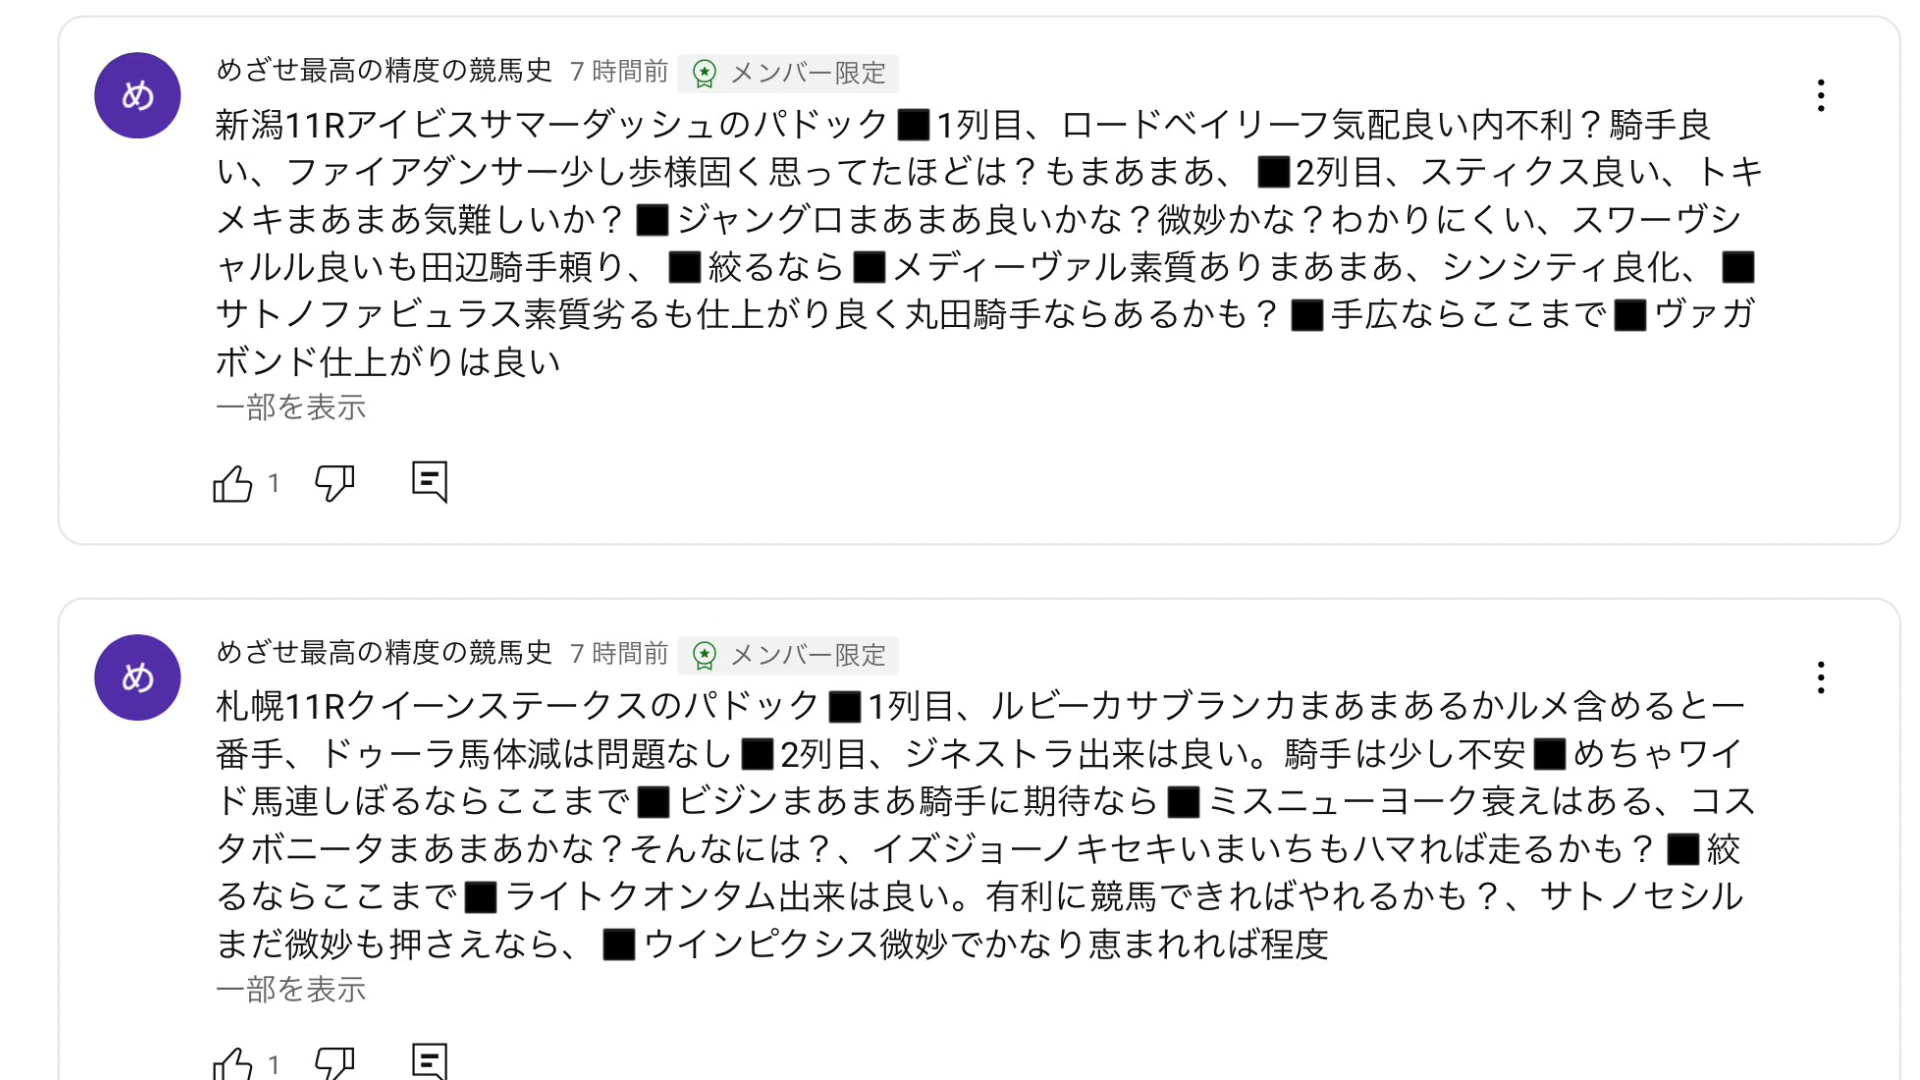 め
めざせ最高の精度の競馬史 7 時間前 メンバー限定
新潟11Rアイビスサマーダッシュのパドック■1列目、ロードベイリーフ気配良い内不利？騎手良
い、ファイアダンサー少し歩様固く思ってたほどは？もまあまあ、■2列目、スティクス良い、トキ
メキまあまあ気難しいか？■ジャングロまあまあ良いかな？微妙かな？わかりにくい、スワーヴシ
ャルル良いも田辺騎手頼り、■絞るなら■メディーヴァル素質ありまあまあ、シンシティ良化、■
サトノファビュラス素質劣るも仕上がり良く丸田騎手ならあるかも？■手広ならここまで■ヴァガ
ボンド仕上がりは良い
一部を表示
1
め
めざせ最高の精度の競馬史 7 時間前 メンバー限定
札幌11Rクイーンステークスのパドック■1列目、ルビーカサブランカまあまあるかルメ含めると一
番手、ドゥーラ馬体減は問題なし■2列目、ジネストラ出来は良い。騎手は少し不安■めちゃワイ
ド馬連しぼるならここまで■ビジンまあまあ騎手に期待なら■ミスニューヨーク衰えはある、コス
タボニータまあまあかな？そんなには？、イズジョーノキセキいまいちもハマれば走るかも？■絞
るならここまで■ライトクオンタム出来は良い。有利に競馬できればやれるかも？、サトノセシル
まだ微妙も押さえなら、■ウインピクシス微妙でかなり恵まれれば程度
一部を表示
1